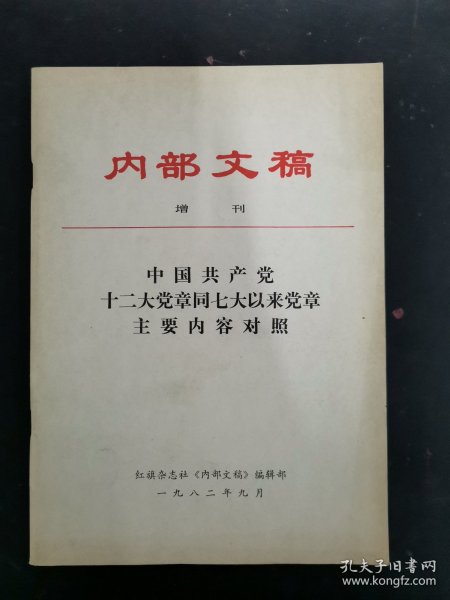 内部文稿
增刊
中国共产党
十二大党章同七大以来党章
主要内容对照
红旗杂志社《内部文稿》编辑部
一九八二年九月
孔夫子旧书网
www.kongfz.com